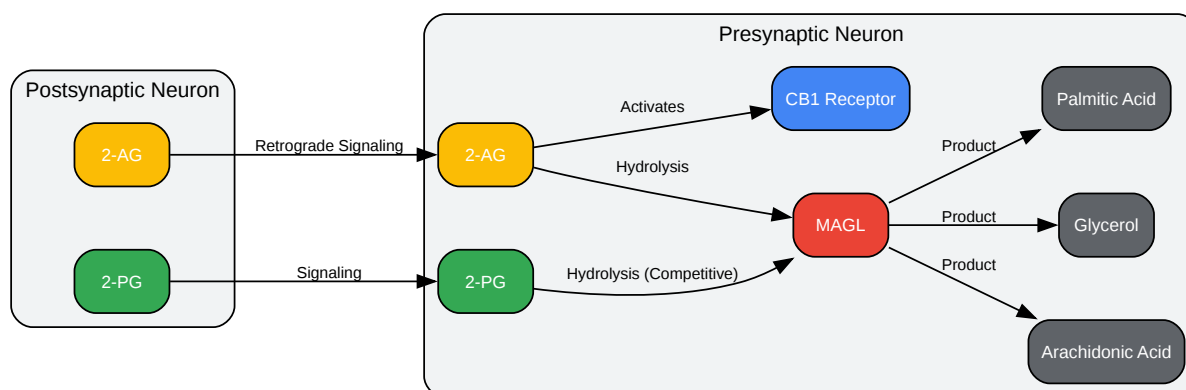 Presynaptic Neuron
Postsynaptic Neuron
CB1 Receptor
Palmitic Acid
Activates
2-AG
Retrograde Signaling
2-AG
Product
Hydrolysis
MAGL
Product
Glycerol
2-PG
Signaling
2-PG
Hydrolysis (Competitive)
Product
Arachidonic Acid